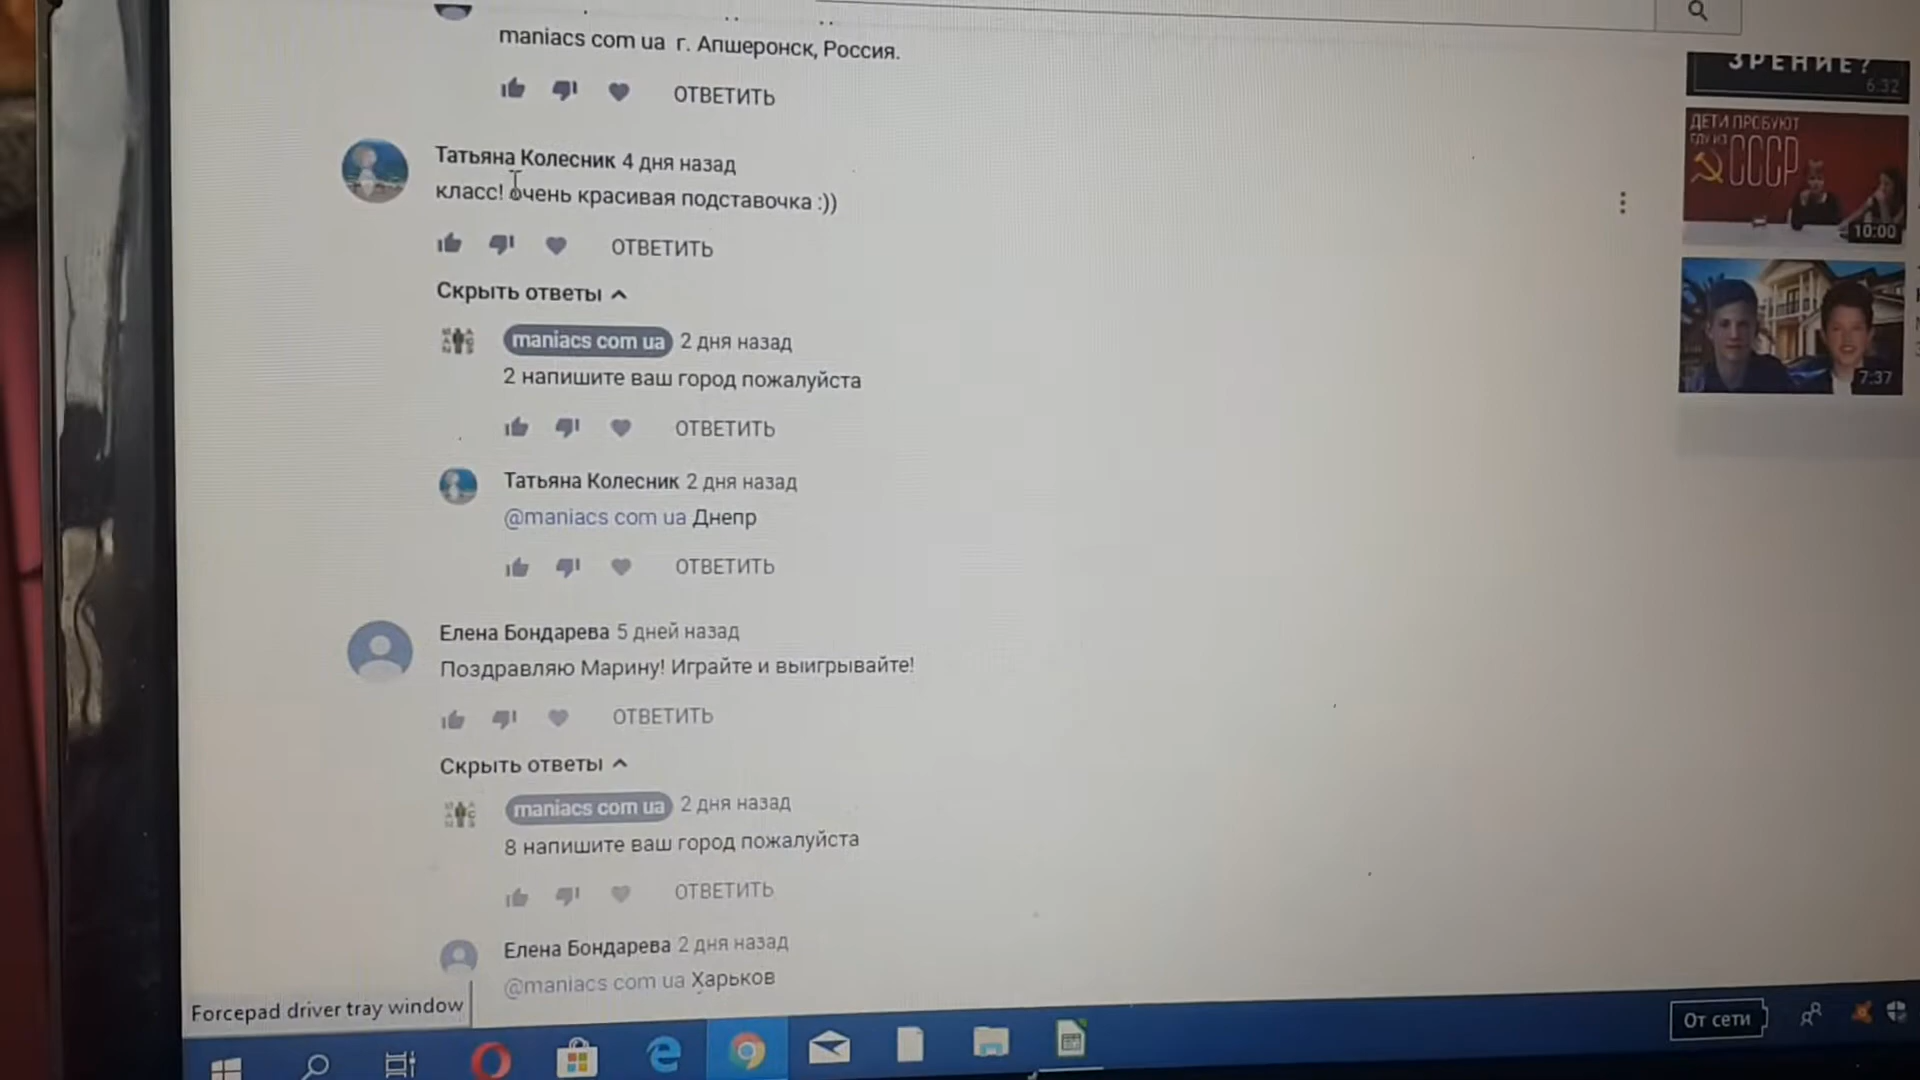 maniacs com ua г. Апшеронск, Россия.
ОТВЕТИТЬ
Татьяна Колесник 4 дня назад
класс! очень красивая подставочка :))
ОТВЕТИТЬ
Скрыть ответы
maniacs com ua 2 дня назад
2 напишите ваш город пожалуйста
ОТВЕТИТЬ
Татьяна Колесник 2 дня назад
@maniacs com ua Днепр
ОТВЕТИТЬ
Елена Бондарева 5 дней назад
Поздравляю Марину! Играйте и выигрывайте!
ОТВЕТИТЬ
Скрыть ответы
maniacs com ua 2 дня назад
8 напишите ваш город пожалуйста
ОТВЕТИТЬ
Елена Бондарева 2 дня назад
@maniacs com ua Харьков
ЗРЕНИЕ?
6:32
ДЕТИ ПРОБУЮТ
ЕДУ ИЗ
СССР
10:00
7:37
Forcepad driver tray window
От сети